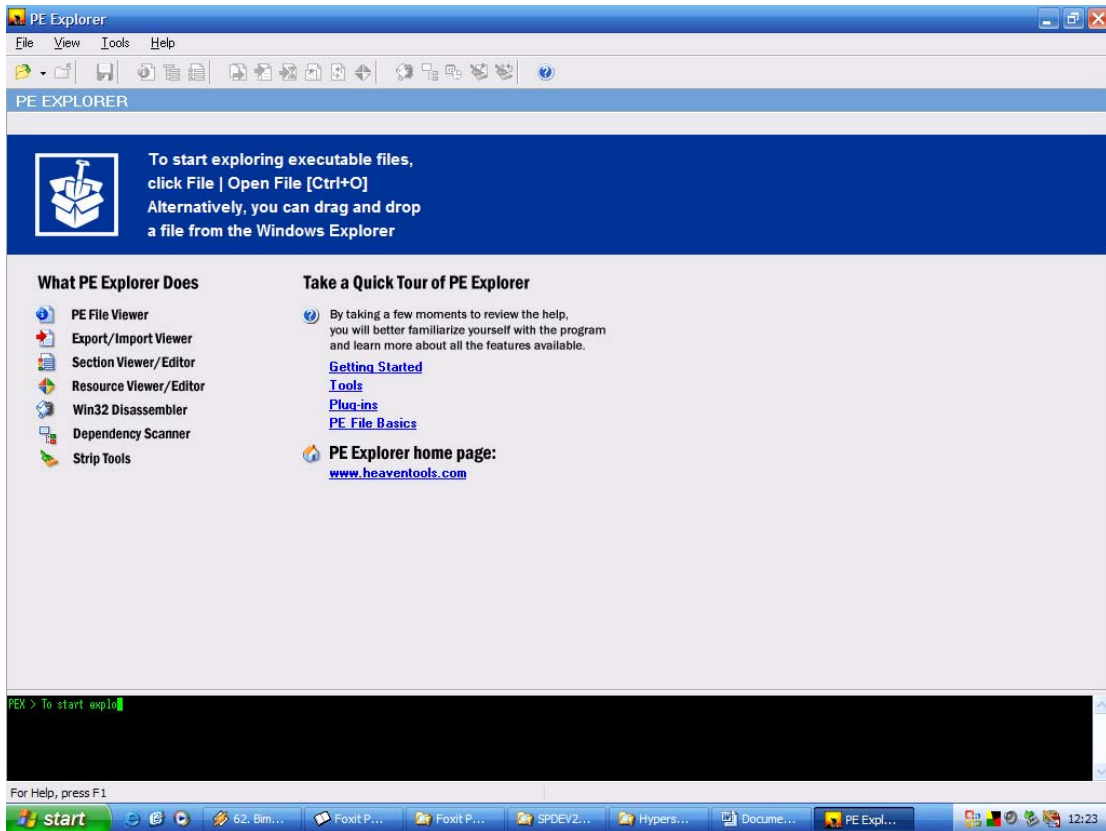 PE Explorer
File View Tools Help
PE EXPLORER
To start exploring executable files,
click File | Open File [Ctrl+O]
Alternatively, you can drag and drop
a file from the Windows Explorer
What PE Explorer Does
PE File Viewer
Export/Import Viewer
Section Viewer/Editor
Resource Viewer/Editor
Win32 Disassembler
Dependency Scanner
Strip Tools
Take a Quick Tour of PE Explorer
By taking a few moments to review the help,
you will better familiarize yourself with the program
and learn more about all the features available.
Getting Started
Tools
Plug-ins
PE File Basics
PE Explorer home page:
www.heaventools.com
PEX > To start explo
For Help, press F1
start 62. Bim... Foxit P... Foxit P... SPDEV2... Hypers... Docume... PE Expl... 12:23